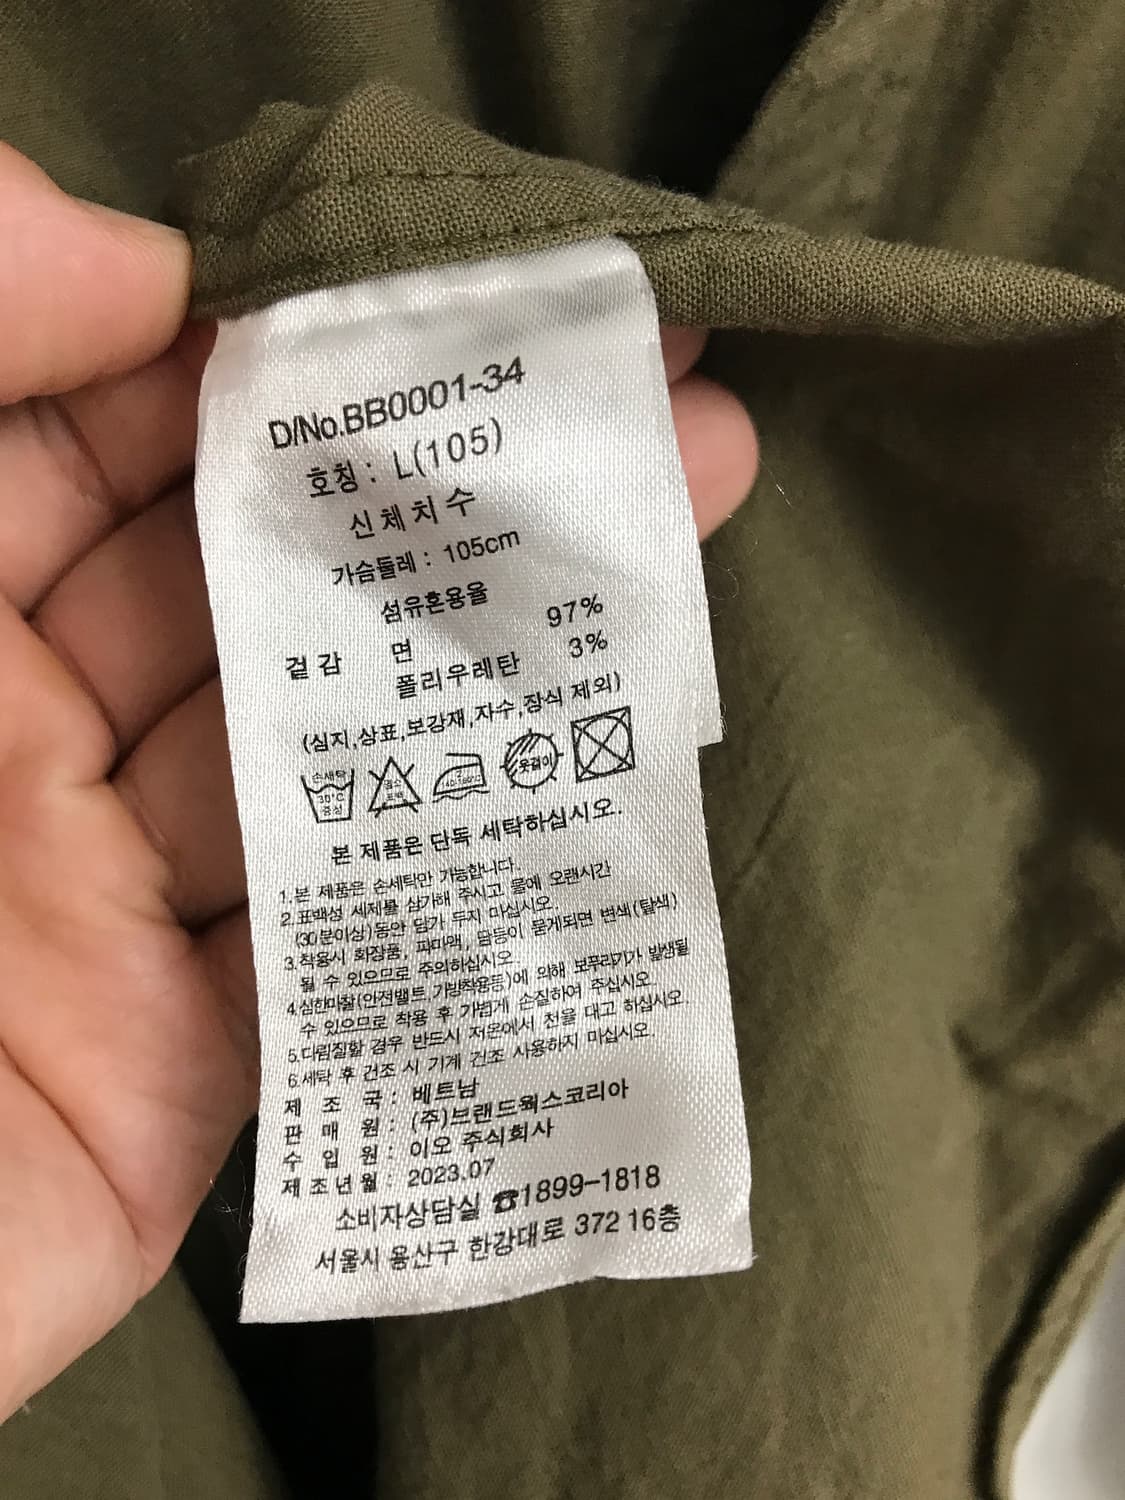 D/No.BB0001-34
호칭 : L(105)
신체치수
가슴둘레 : 105cm
섬유혼용율
겉감 면 97%
폴리우레탄 3%
(심지,상표,보강재,자수,장식 제외)
손세탁 30°C 중성
염소 표백
옷걸이
본 제품은 단독 세탁하십시오.
1.본 제품은 손세탁만 가능합니다.
2.표백성 세제를 삼가해 주시고 물에 오랜시간
(30분이상)동안 담가 두지 마십시오.
3.착용시 화장품, 파마액, 땀등이 묻게되면 변색(탈색)
될 수 있으므로 주의하십시오.
4.심한마찰(안전밸트,가방착용등)에 의해 보푸라기가 발생될
수 있으므로 착용 후 가볍게 손질하여 주십시오.
5.다림질할 경우 반드시 저온에서 천을 대고 하십시오.
6.세탁 후 건조 시 기계 건조 사용하지 마십시오.
제 조 국 : 베트남
판 매 원 : (주)브랜드웍스코리아
수 입 원 : 이오 주식회사
제조년월 : 2023.07
소비자상담실 ☎1899-1818
서울시 용산구 한강대로 372 16층